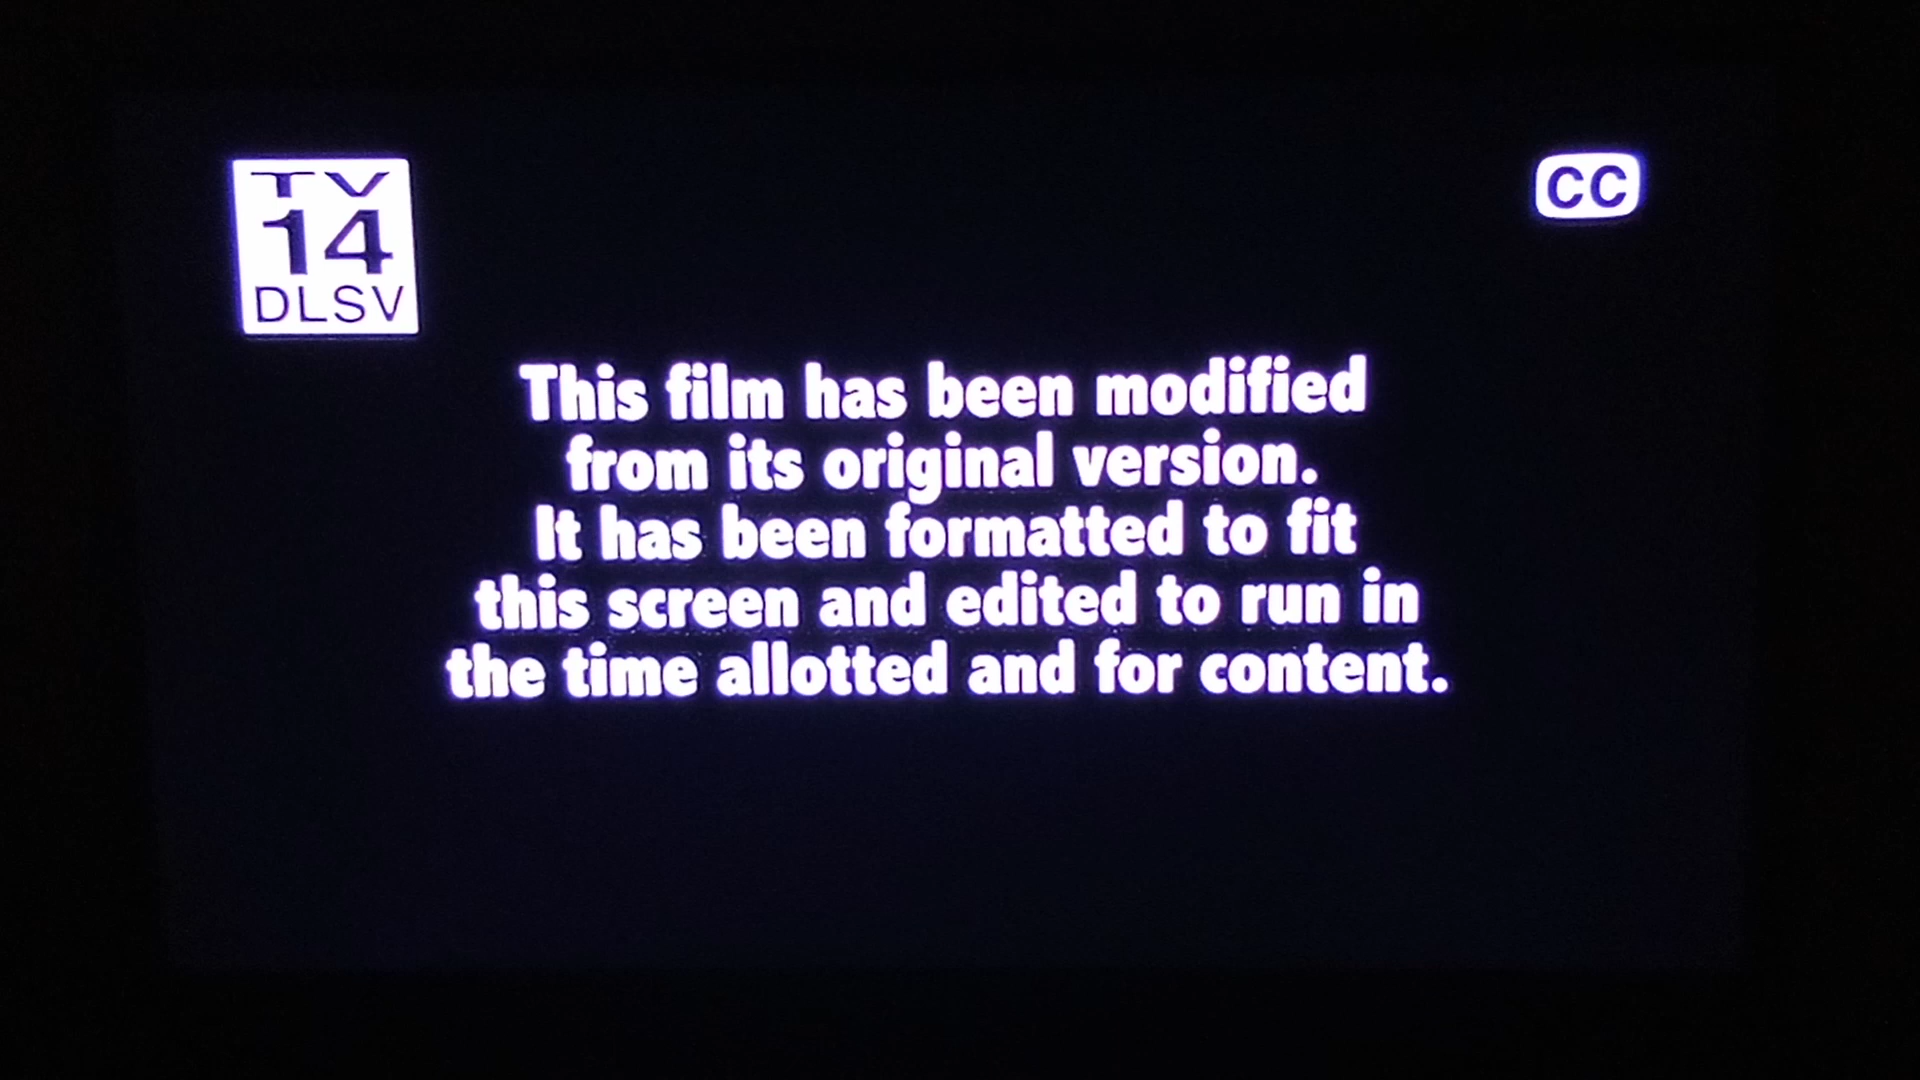 TV
14
DLSV
CC
This film has been modified
from its original version.
It has been formatted to fit
this screen and edited to run in
the time allotted and for content.